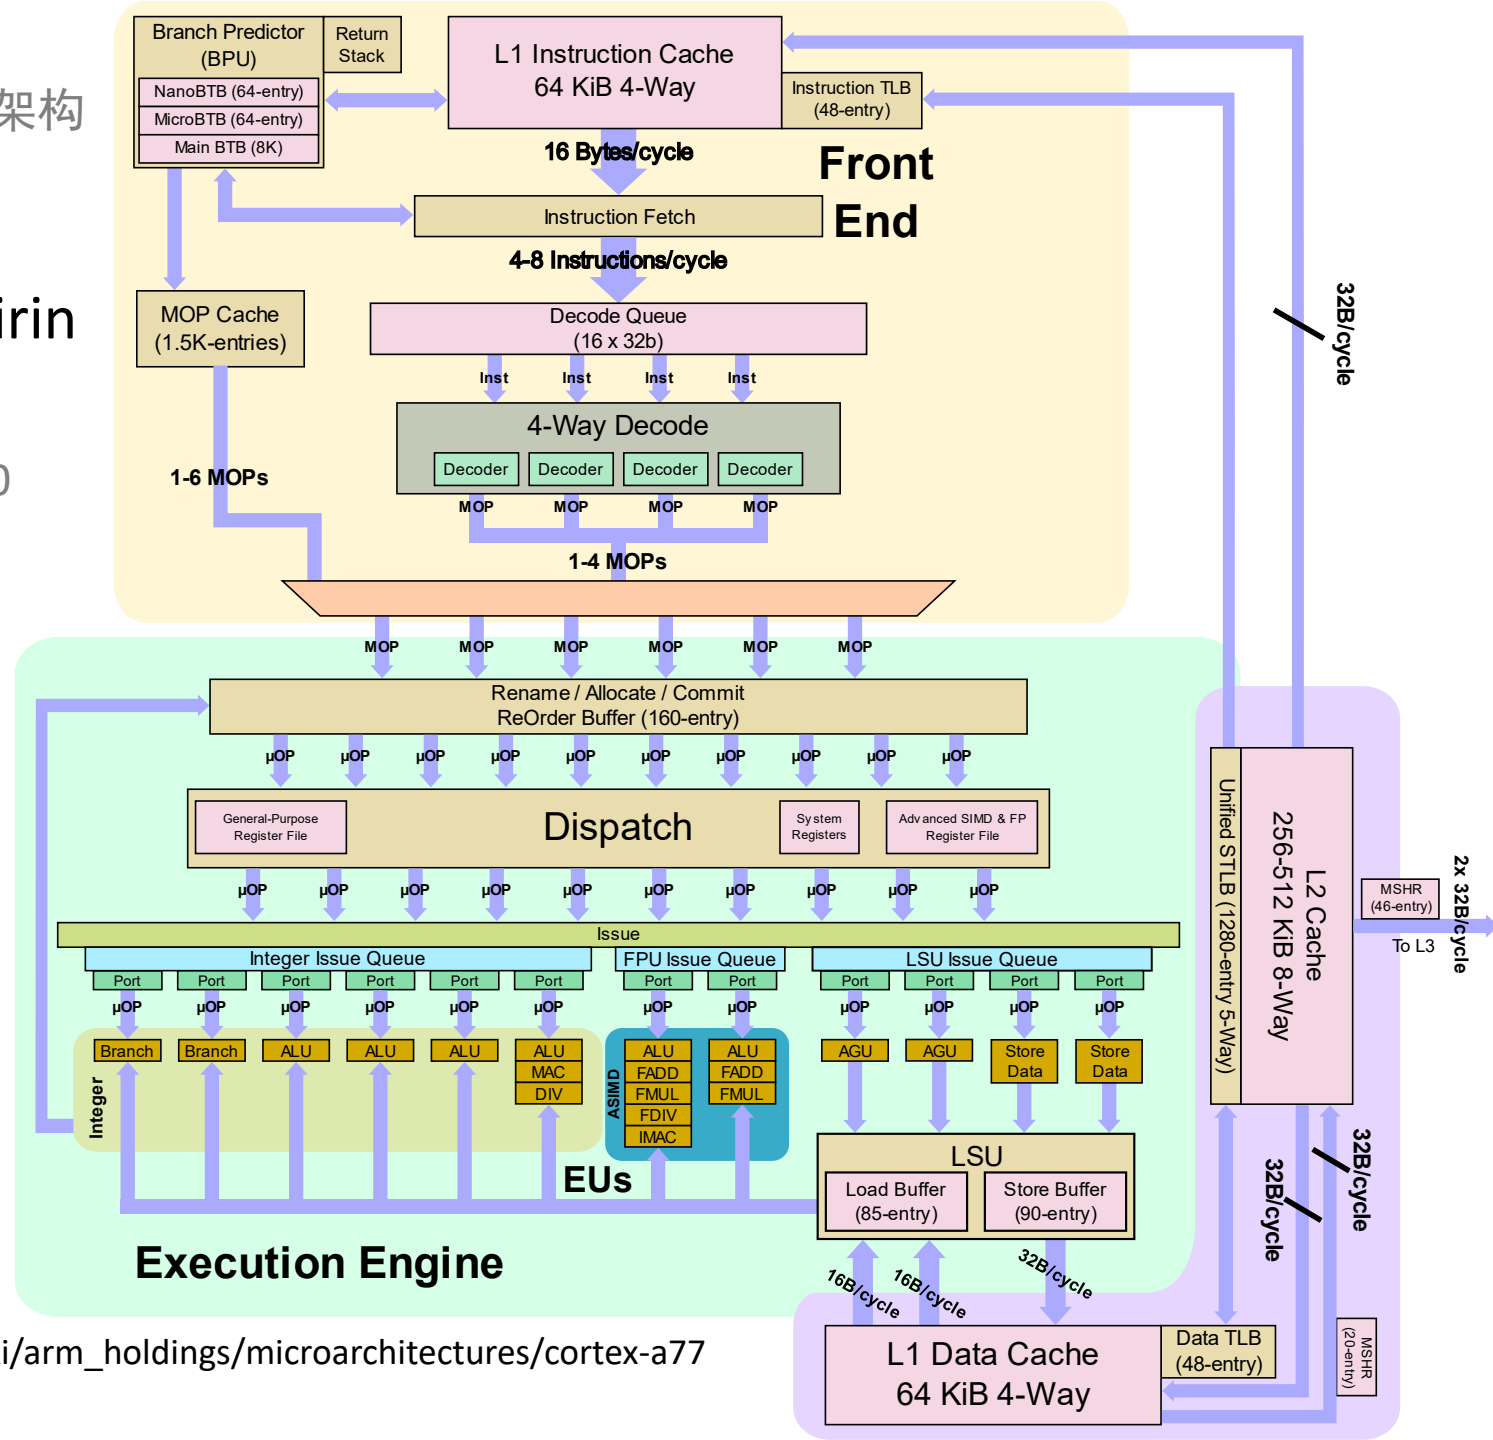 架构
irin
0
Branch Predictor
(BPU)
Return
Stack
NanoBTB (64-entry)
MicroBTB (64-entry)
Main BTB (8K)
L1 Instruction Cache
64 KiB 4-Way
Instruction TLB
(48-entry)
16 Bytes/cycle
Front
End
Instruction Fetch
4-8 Instructions/cycle
MOP Cache
(1.5K-entries)
Decode Queue
(16 x 32b)
Inst Inst Inst Inst
4-Way Decode
Decoder Decoder Decoder Decoder
MOP MOP MOP MOP
1-6 MOPs
1-4 MOPs
MOP MOP MOP MOP MOP MOP
Rename / Allocate / Commit
ReOrder Buffer (160-entry)
µOP µOP µOP µOP µOP µOP µOP µOP µOP µOP
General-Purpose
Register File
Dispatch
System
Registers
Advanced SIMD & FP
Register File
µOP µOP µOP µOP µOP µOP µOP µOP µOP µOP
Issue
Integer Issue Queue
FPU Issue Queue
LSU Issue Queue
Port Port Port Port Port Port Port Port Port Port Port Port
µOP µOP µOP µOP µOP µOP µOP µOP µOP µOP µOP µOP
Integer
Branch
Branch
ALU
ALU
ALU
ALU
MAC
DIV
ASIMD
ALU
FADD
FMUL
FDIV
IMAC
ALU
FADD
FMUL
AGU
AGU
Store
Data
Store
Data
EUs
LSU
Load Buffer
(85-entry)
Store Buffer
(90-entry)
Execution Engine
16B/cycle
16B/cycle
32B/cycle
L1 Data Cache
64 KiB 4-Way
Data TLB
(48-entry)
MSHR
(20-entry)
32B/cycle
32B/cycle
32B/cycle
Unified STLB (1280-entry 5-Way)
L2 Cache
256-512 KiB 8-Way
MSHR
(46-entry)
To L3
2x 32B/cycle
i/arm_holdings/microarchitectures/cortex-a77